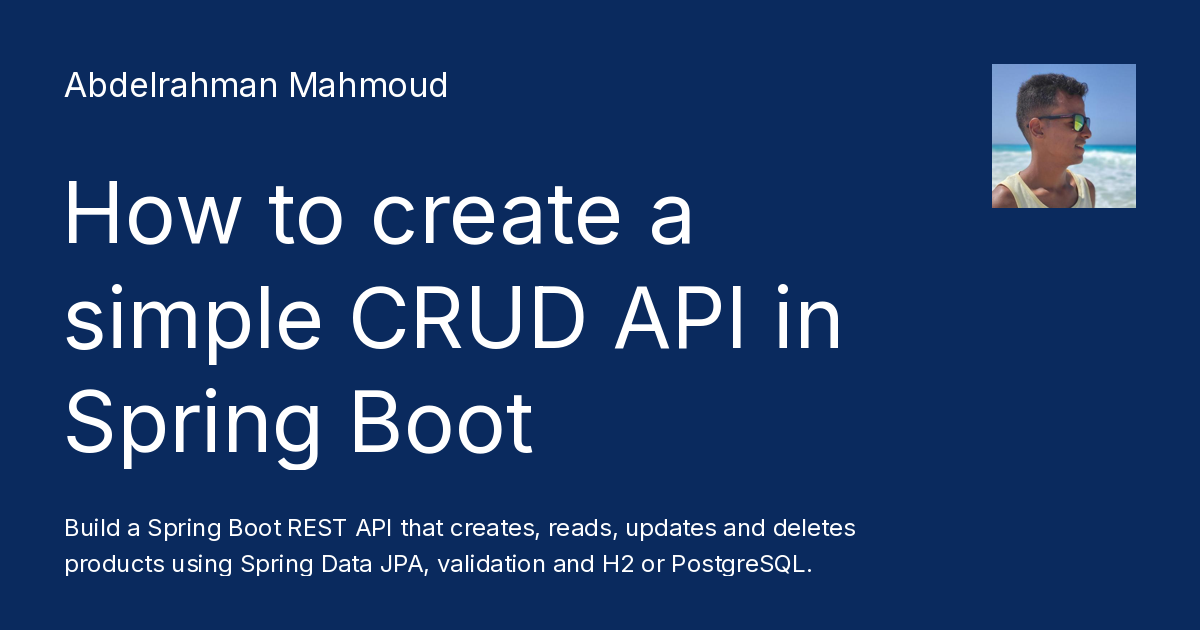 Abdelrahman Mahmoud
How to create a
simple CRUD API in
Spring Boot
Build a Spring Boot REST API that creates, reads, updates and deletes
products using Spring Data JPA, validation and H2 or PostgreSQL.